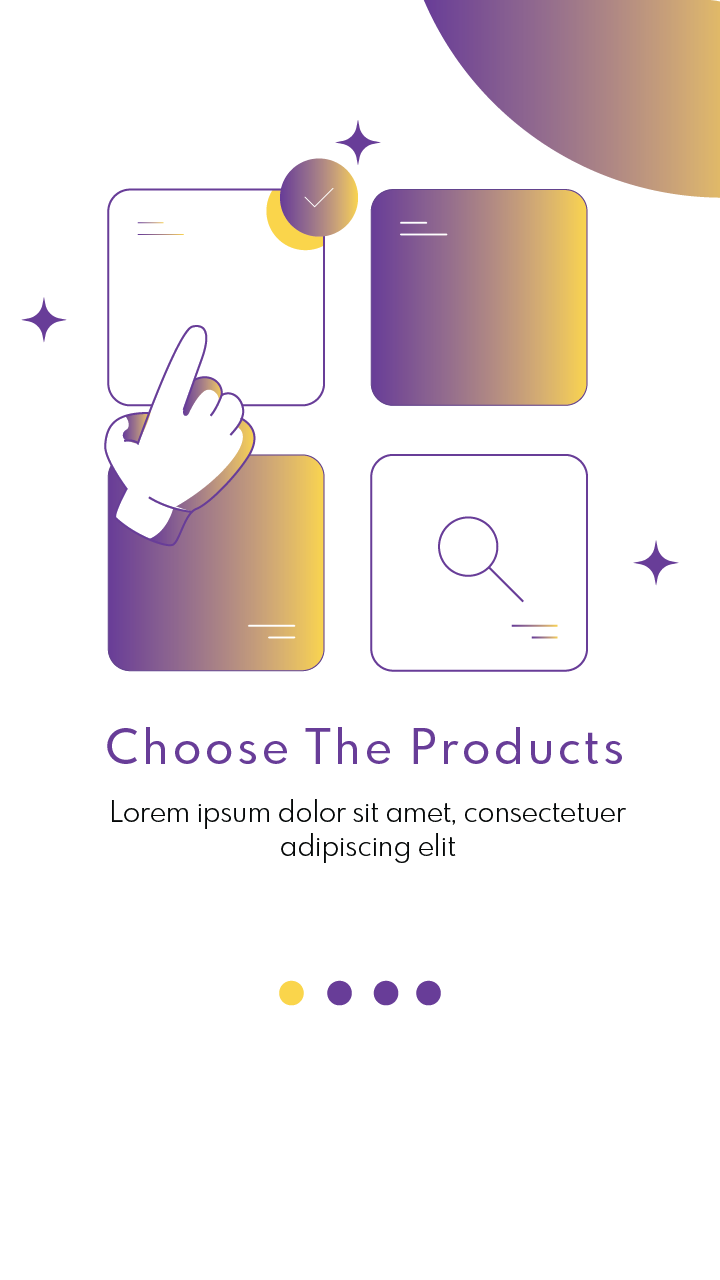 Choose The Products
Lorem ipsum dolor sit amet, consectetuer
adipiscing elit